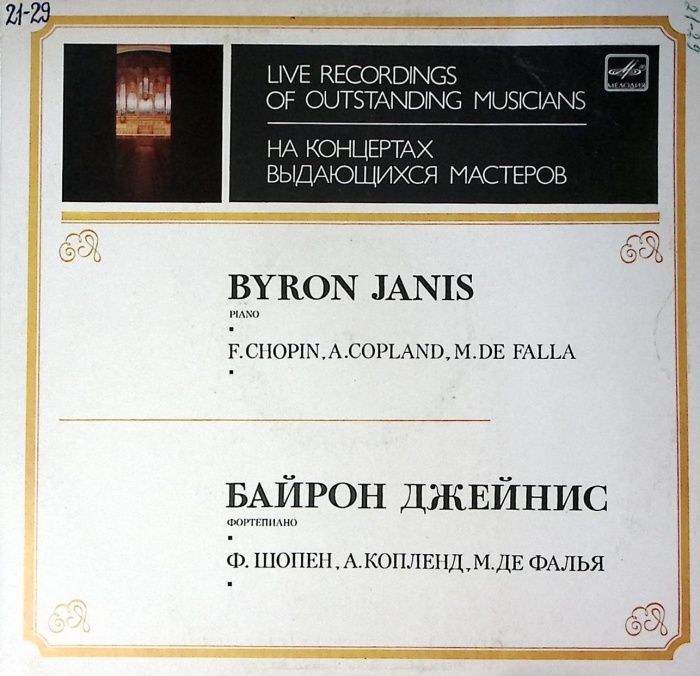 21-29
21-29
LIVE RECORDINGS
OF OUTSTANDING MUSICIANS
МЕЛОДИЯ
НА КОНЦЕРТАХ
ВЫДАЮЩИХСЯ МАСТЕРОВ
BYRON JANIS
PIANO
F. CHOPIN, A. COPLAND, M. DE FALLA
БАЙРОН ДЖЕЙНИС
ФОРТЕПИАНО
Ф. ШОПЕН, А. КОПЛЕНД, М. ДЕ ФАЛЬЯ